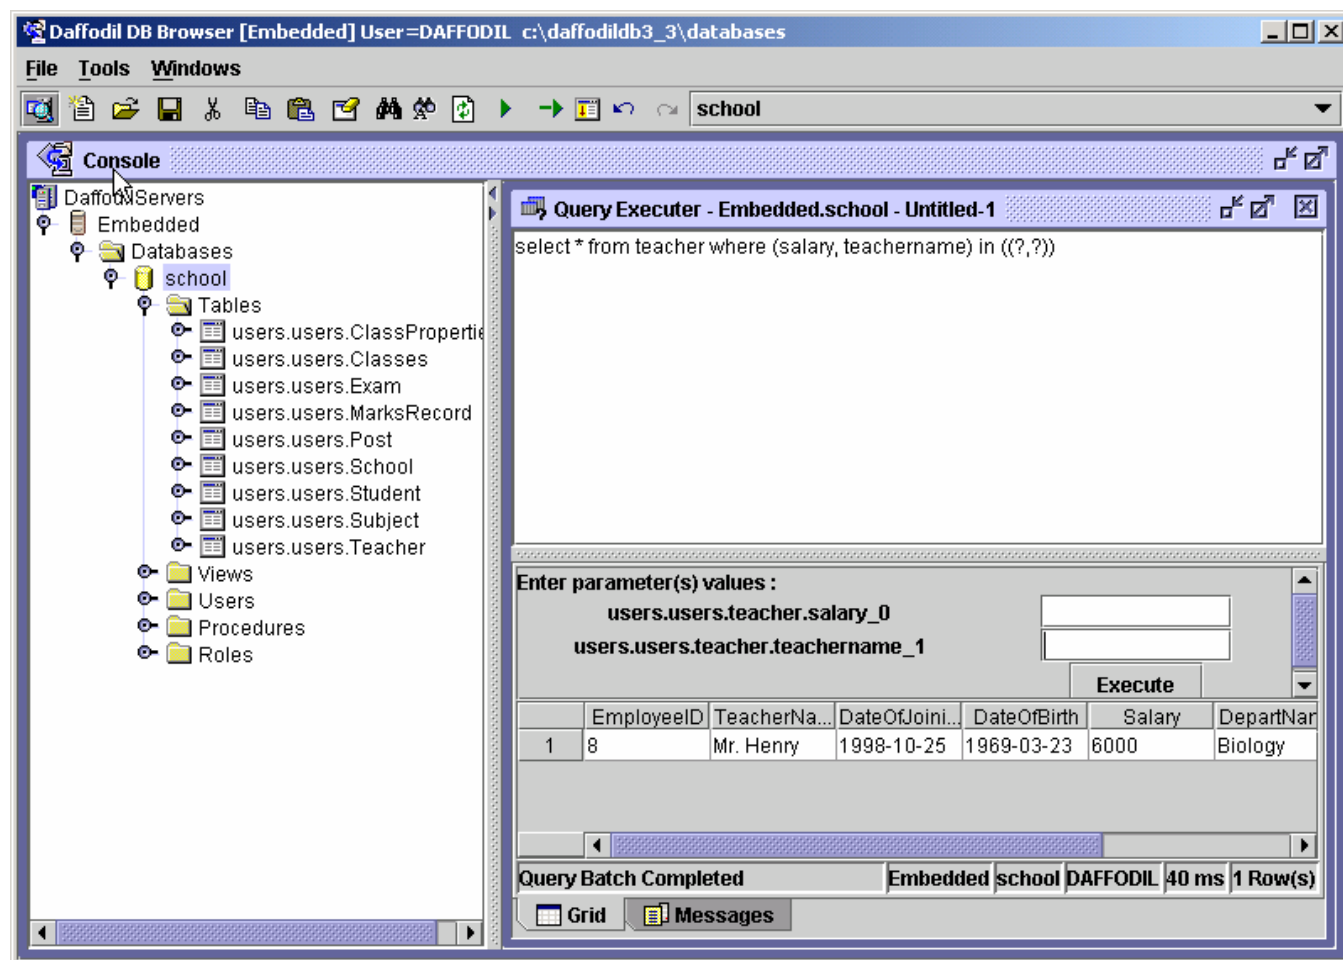 Daffodil DB Browser [Embedded] User=DAFFODIL c:\daffodildb3_3\databases
File Tools Windows
school
Console
DaffodilServers
Embedded
Databases
school
Tables
users.users.ClassPropertie
users.users.Classes
users.users.Exam
users.users.MarksRecord
users.users.Post
users.users.School
users.users.Student
users.users.Subject
users.users.Teacher
Views
Users
Procedures
Roles
Query Executer - Embedded.school - Untitled-1
select * from teacher where (salary, teachername) in ((?,?))
Enter parameter(s) values :
users.users.teacher.salary_0
users.users.teacher.teachername_1
Execute
EmployeeID TeacherNa... DateOfJoini... DateOfBirth Salary DepartNar
1 8 Mr. Henry 1998-10-25 1969-03-23 6000 Biology
Query Batch Completed Embedded school DAFFODIL 40 ms 1 Row(s)
Grid Messages